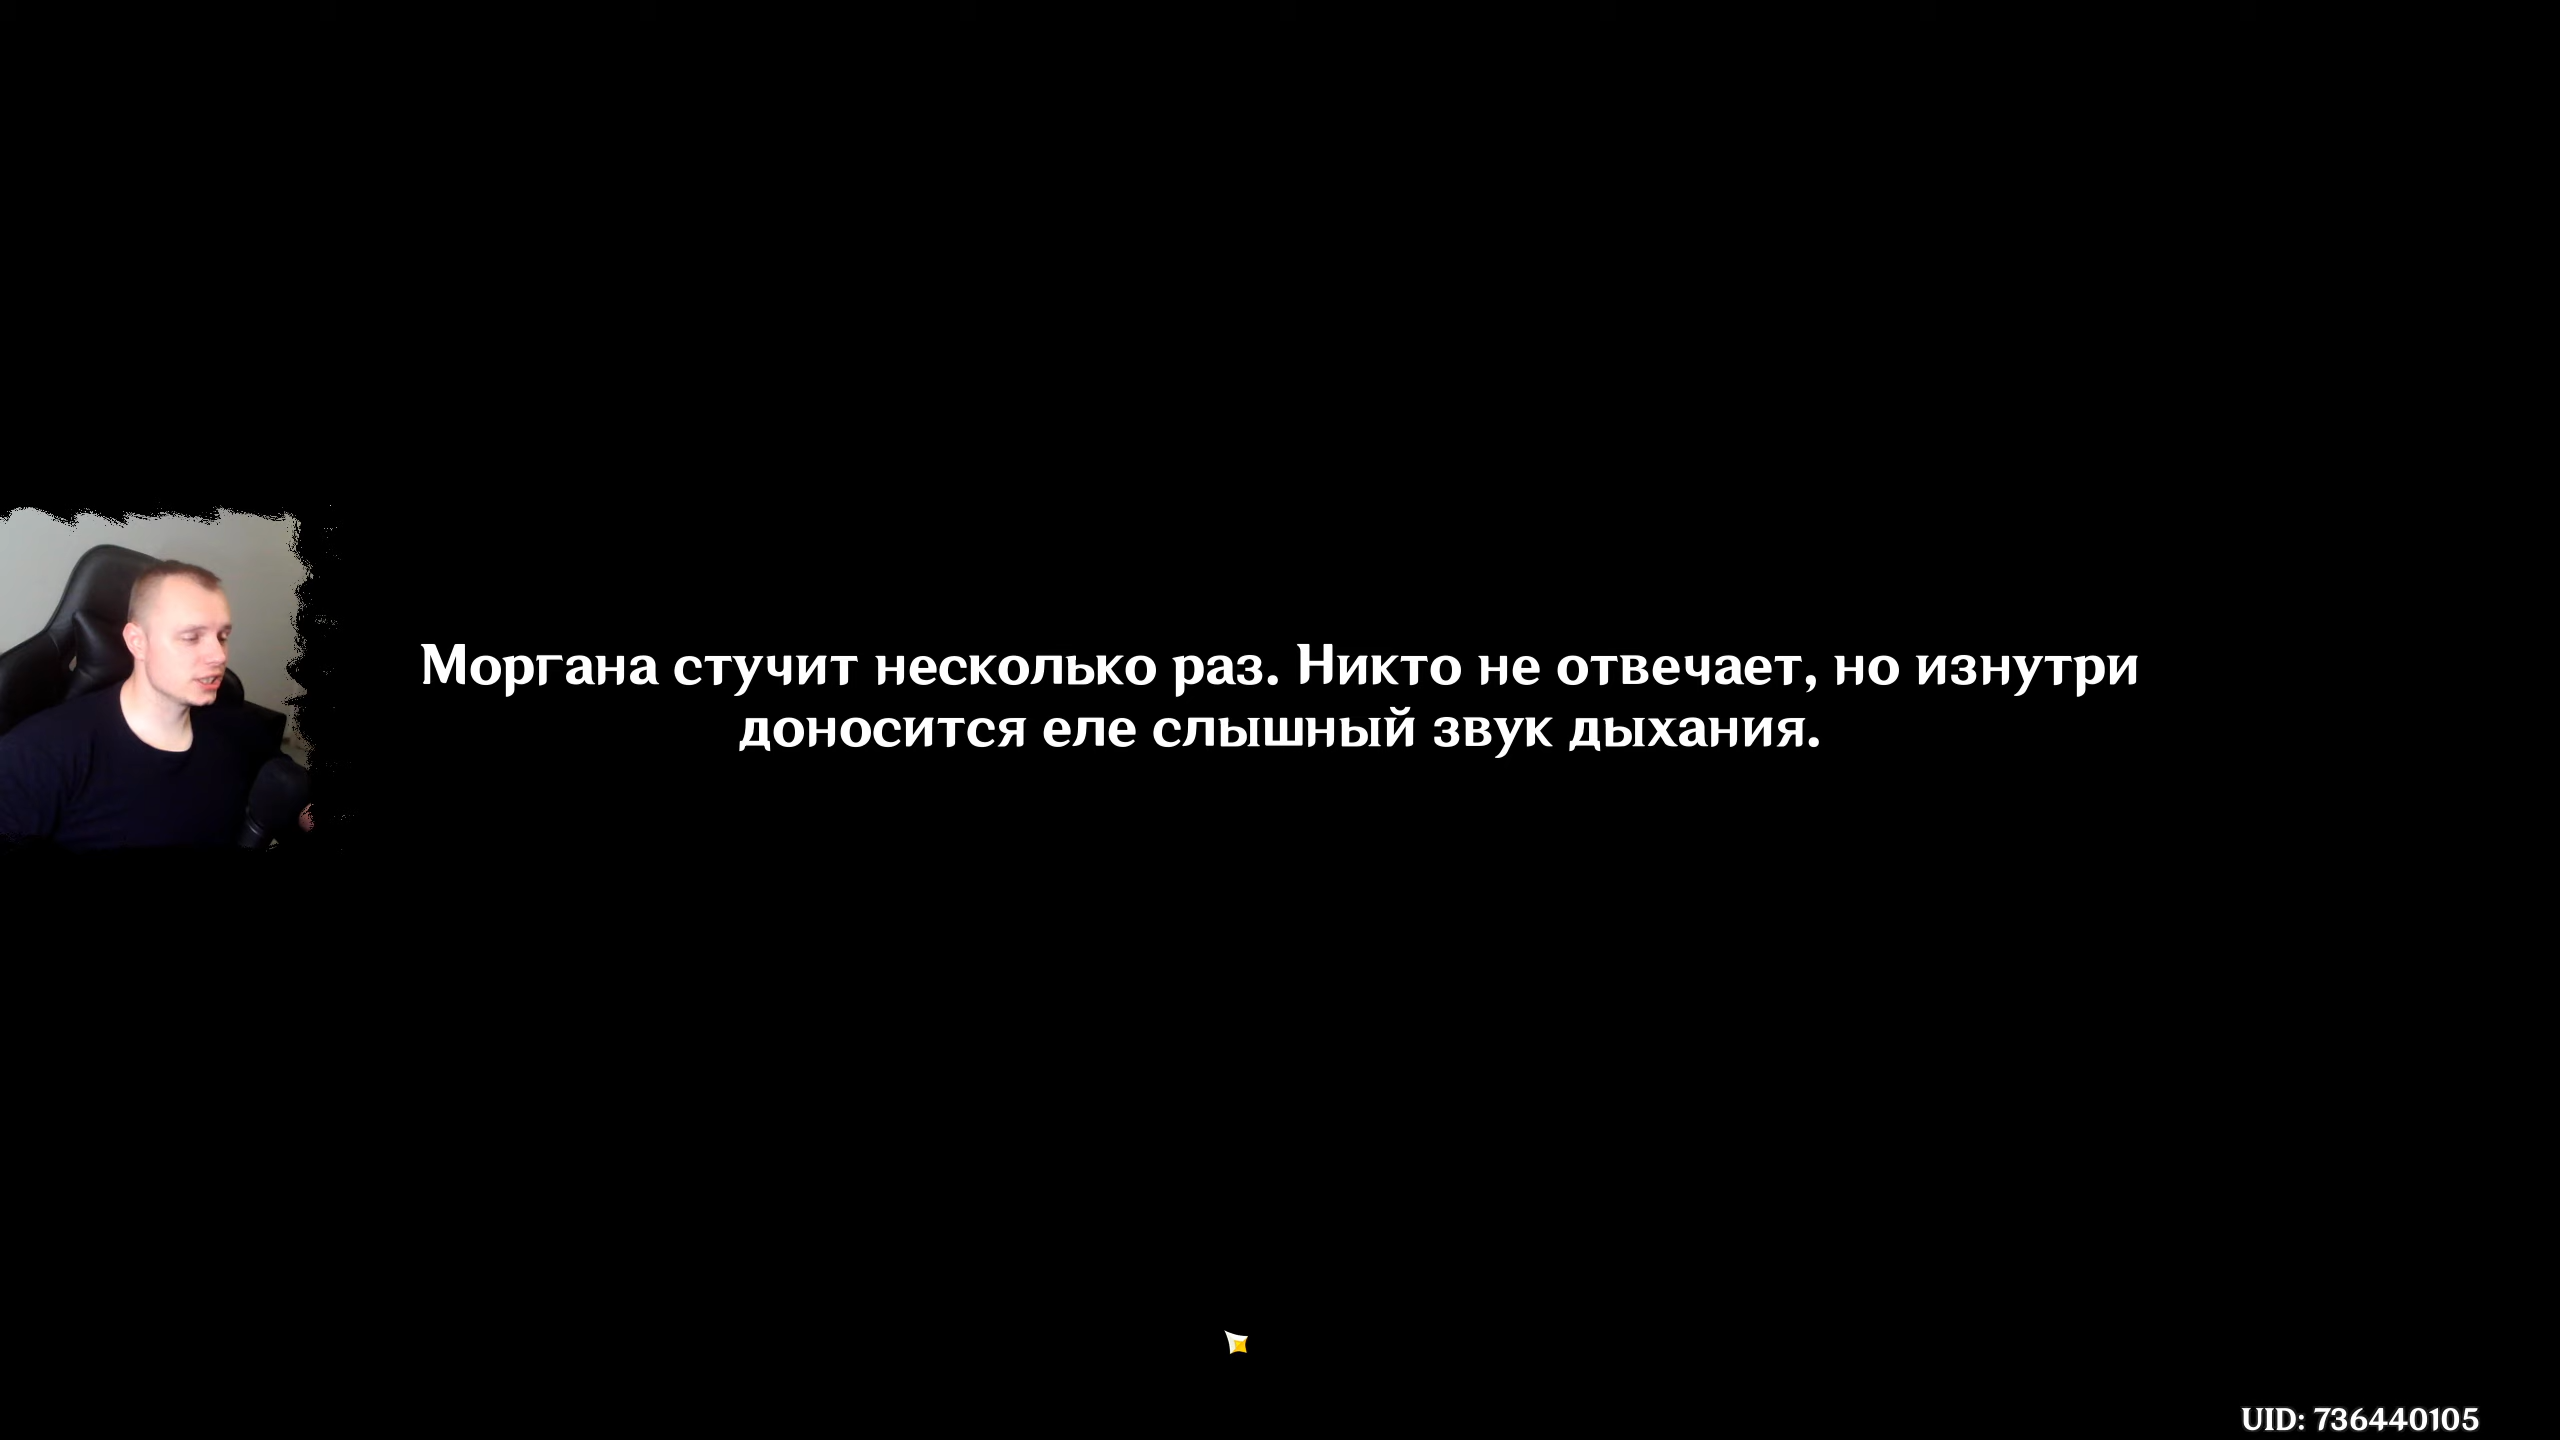 Моргана стучит несколько раз. Никто не отвечает, но изнутри
доносится еле слышный звук дыхания.
UID: 736440105